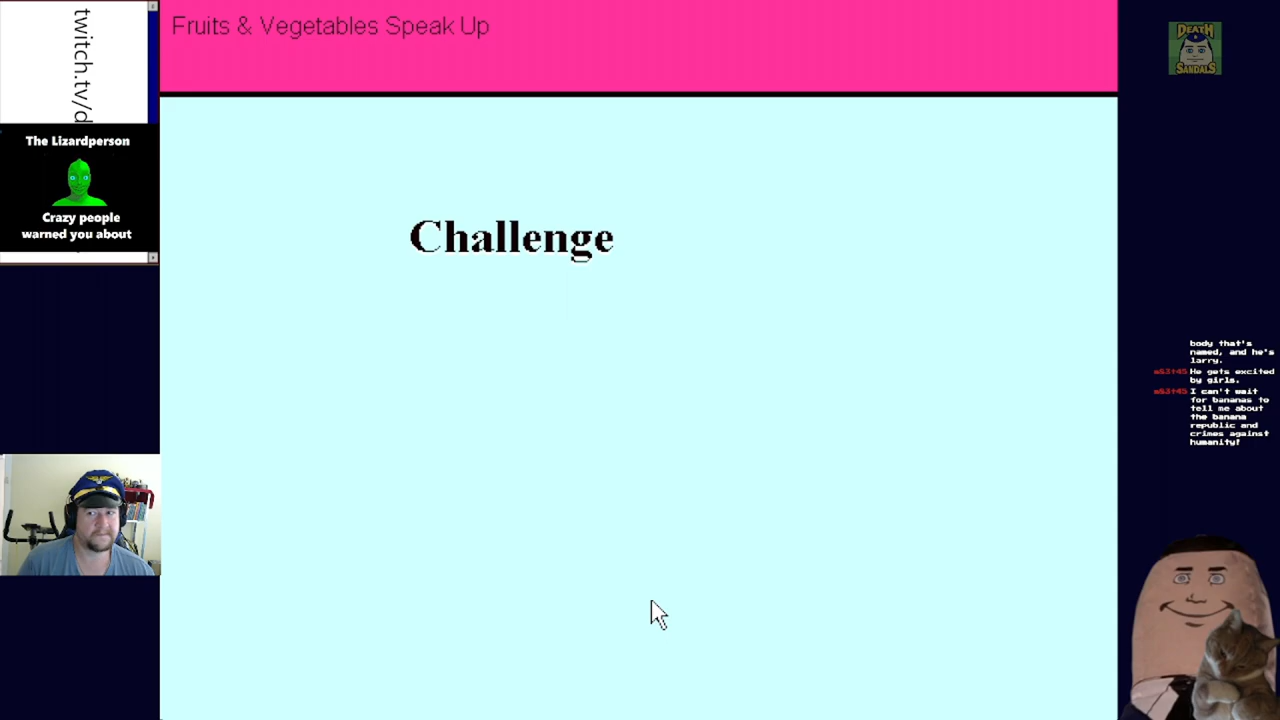 twitch.tv/d
Fruits & Vegetables Speak Up
DEATH
SANDALS
The Lizardperson
Crazy people
warned you about
Challenge
body that's
named, and he's
larry.
m83t45 He gets excited
by girls.
m83t45 I can't wait
for bananas to
tell me about
the banana
republic and
crimes against
humanity!